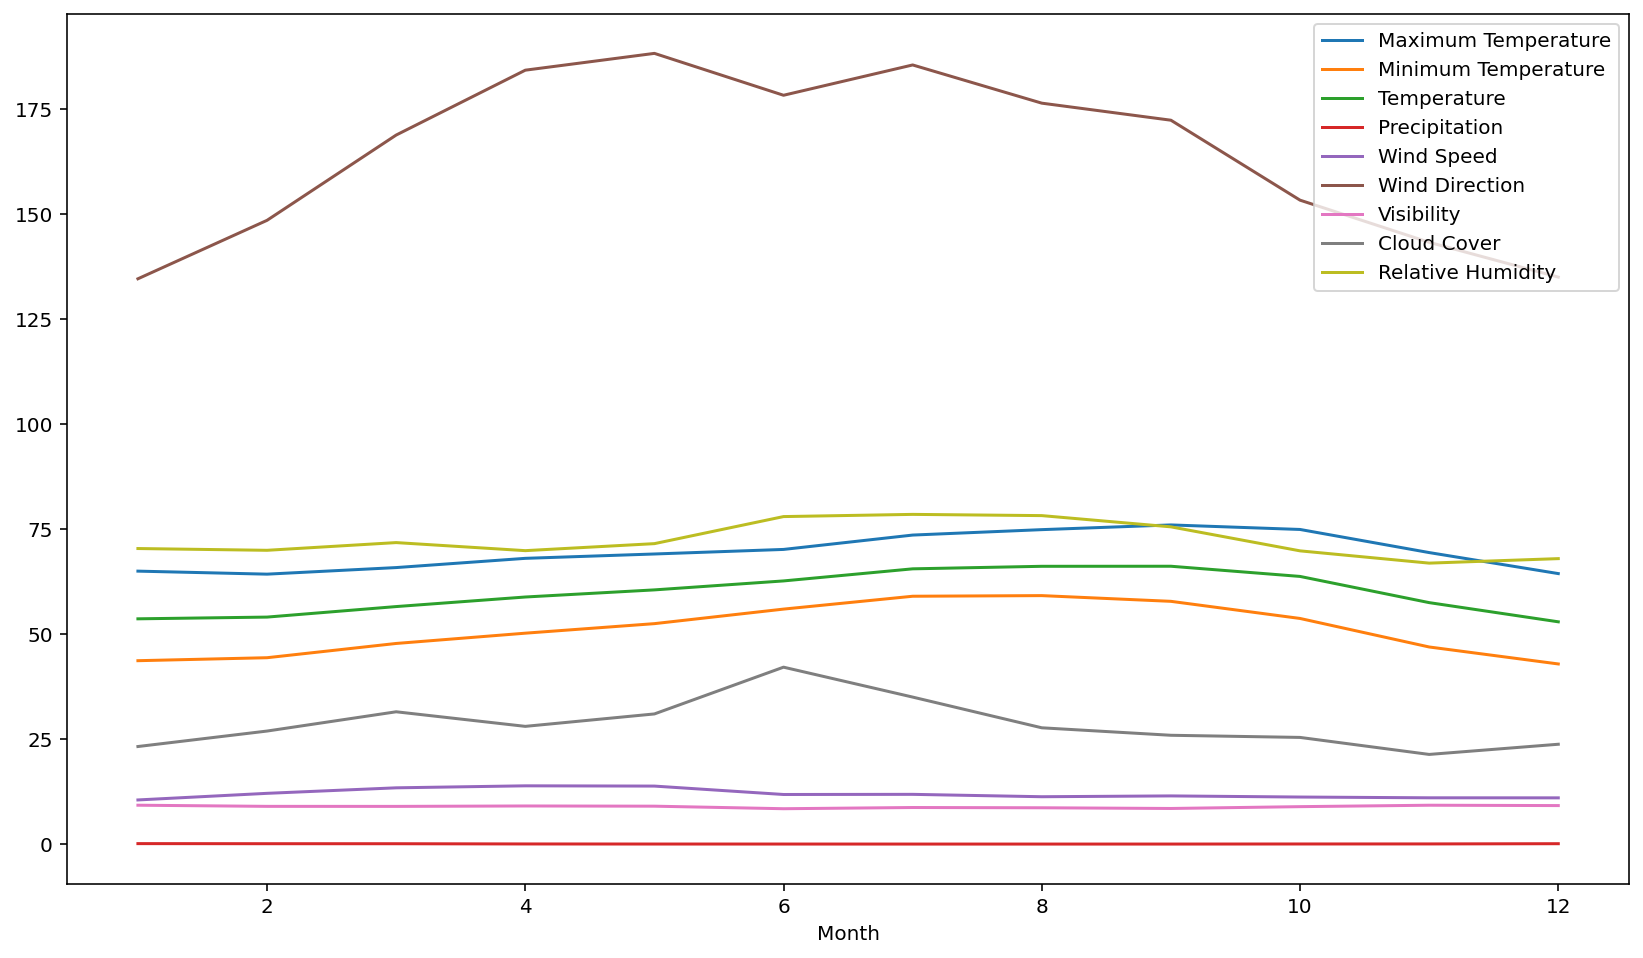 175
150
125
100
75
50
25
0
2 4 6 8 10 12
Month
Maximum Temperature
Minimum Temperature
Temperature
Precipitation
Wind Speed
Wind Direction
Visibility
Cloud Cover
Relative Humidity